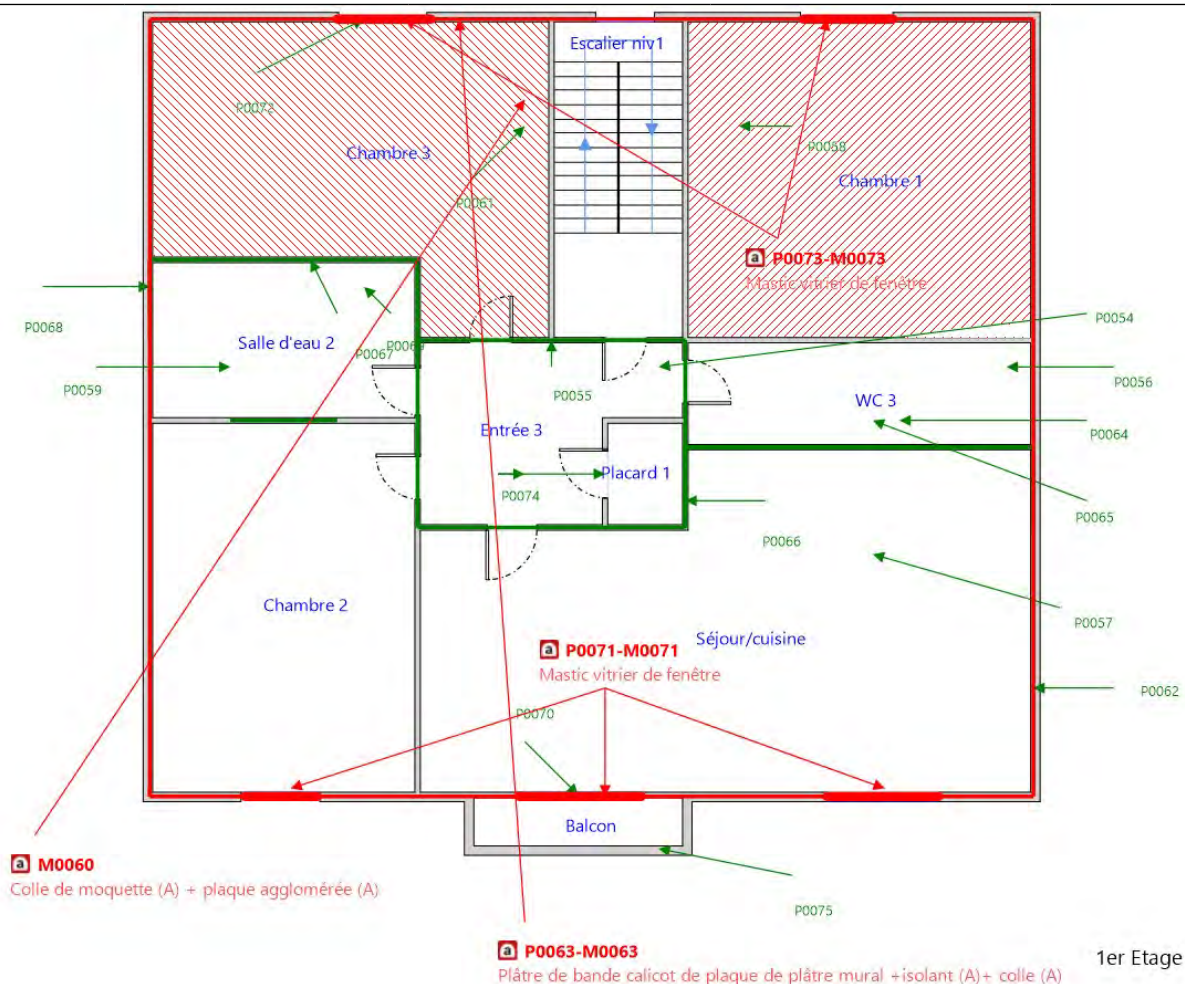 Escalier niv1
P0072
P0058
Chambre 3
Chambre 1
P0061
a P0073-M0073
Mastic vitrier de fenêtre
P0068
P0054
Salle d'eau 2
P0067
P0069
P0059
P0055
P0056
WC 3
Entrée 3
P0064
Placard 1
P0074
P0065
P0066
Chambre 2
P0057
Séjour/cuisine
a P0071-M0071
Mastic vitrier de fenêtre
P0062
P0070
Balcon
a M0060
Colle de moquette (A) + plaque agglomérée (A)
P0075
a P0063-M0063
Plâtre de bande calicot de plaque de plâtre mural +isolant (A)+ colle (A)
1er Etage